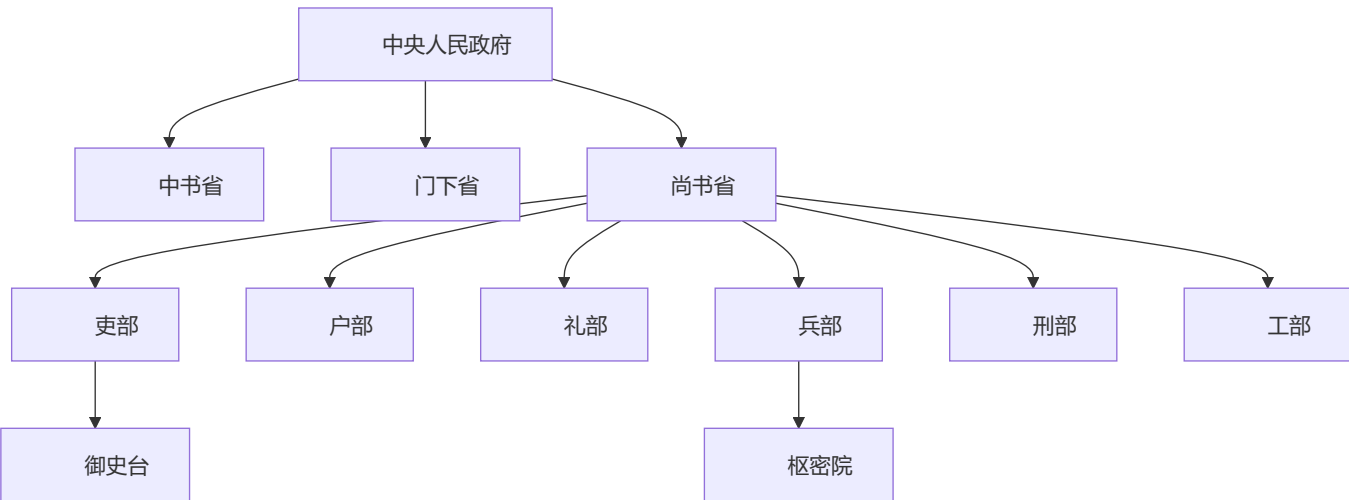 中央人民政府
中书省
门下省
尚书省
吏部
户部
礼部
兵部
刑部
工部
御史台
枢密院